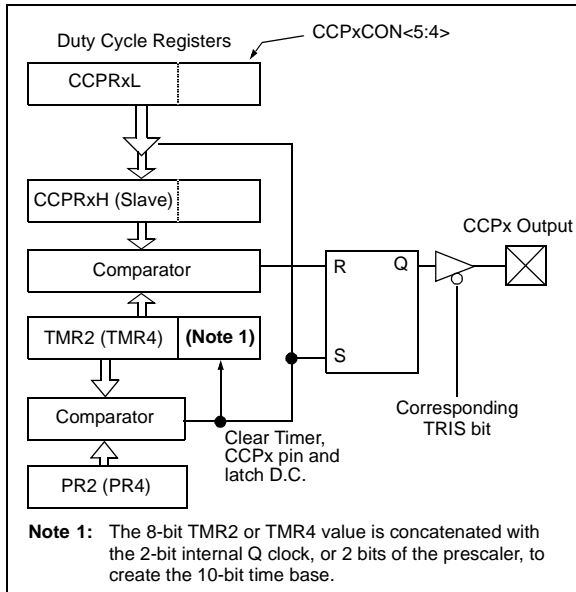 Duty Cycle Registers
CCPxCON<5:4>
CCPRxL
CCPRxH (Slave)
CCPx Output
Comparator
R
Q
TMR2 (TMR4)
(Note 1)
S
Comparator
Corresponding
TRIS bit
Clear Timer,
CCPx pin and
latch D.C.
PR2 (PR4)
Note 1: The 8-bit TMR2 or TMR4 value is concatenated with
the 2-bit internal Q clock, or 2 bits of the prescaler, to
create the 10-bit time base.